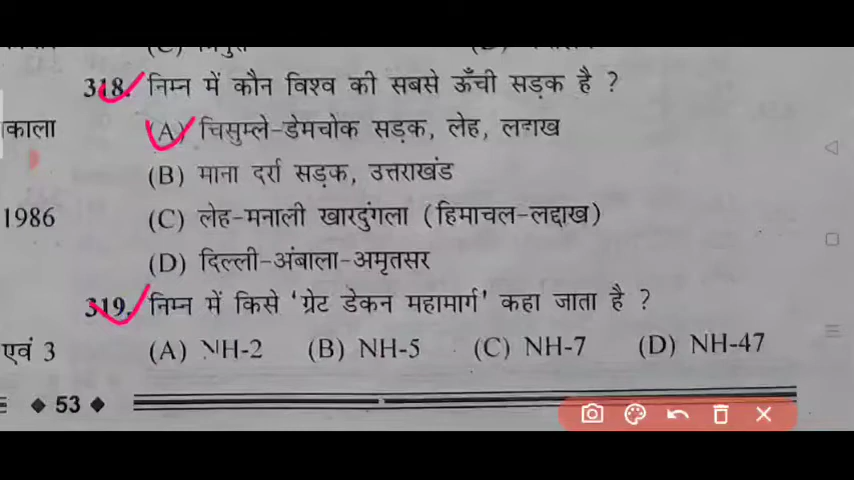 318. निम्न में कौन विश्व की सबसे ऊँची सड़क है ?
काला (A) चिसुम्ले-डेमचोक सड़क, लेह, लद्दाख
(B) माना दर्रा सड़क, उत्तराखंड
1986 (C) लेह-मनाली खारदुंगला (हिमाचल-लद्दाख)
(D) दिल्ली-अंबाला-अमृतसर
319. निम्न में किसे 'ग्रेट डेकन महामार्ग' कहा जाता है ?
एवं 3 (A) NH-2 (B) NH-5 (C) NH-7 (D) NH-47
◆ 53 ◆